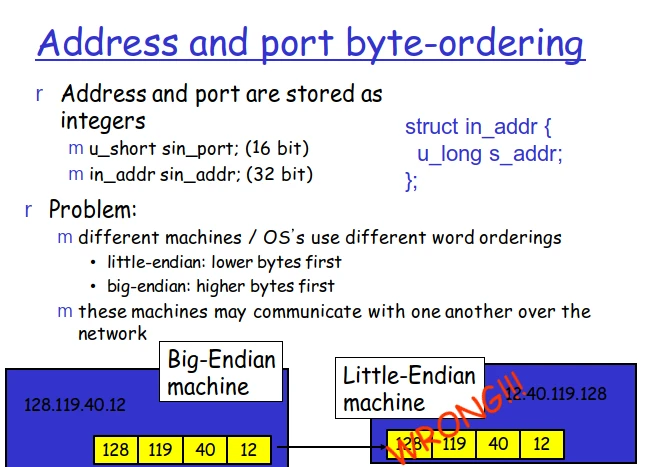 Address and port byte-ordering
r Address and port are stored as
integers
m u_short sin_port; (16 bit)
m in_addr sin_addr; (32 bit)
struct in_addr {
u_long s_addr;
};
r Problem:
m different machines / OS's use different word orderings
• little-endian: lower bytes first
• big-endian: higher bytes first
m these machines may communicate with one another over the
network
Big-Endian
machine
128.119.40.12
128 119 40 12
Little-Endian
machine
12.40.119.128
WRONG!!!
128 119 40 12